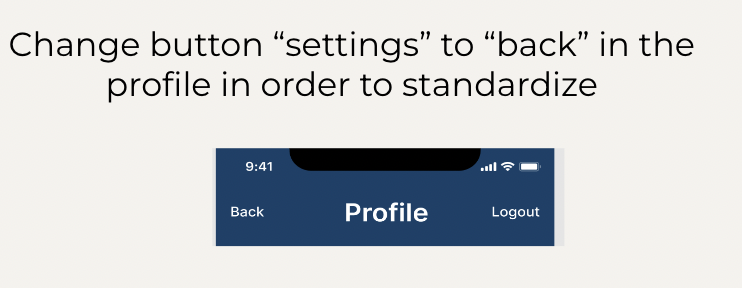 Change button “settings” to “back” in the
profile in order to standardize
9:41
Back Profile Logout